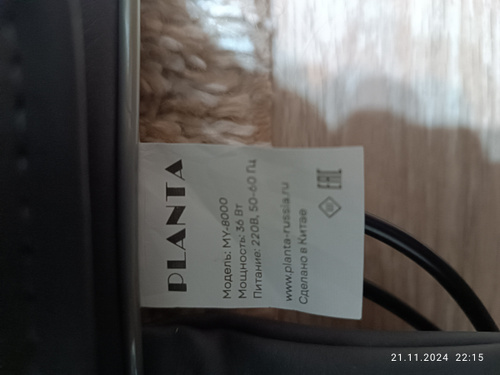 PLANTA
Модель: MY-8000
Мощность: 36 Вт
Питание: 220В, 50-60 Гц
www.planta-russia.ru
Сделано в Китае
EAC
21.11.2024 22:15